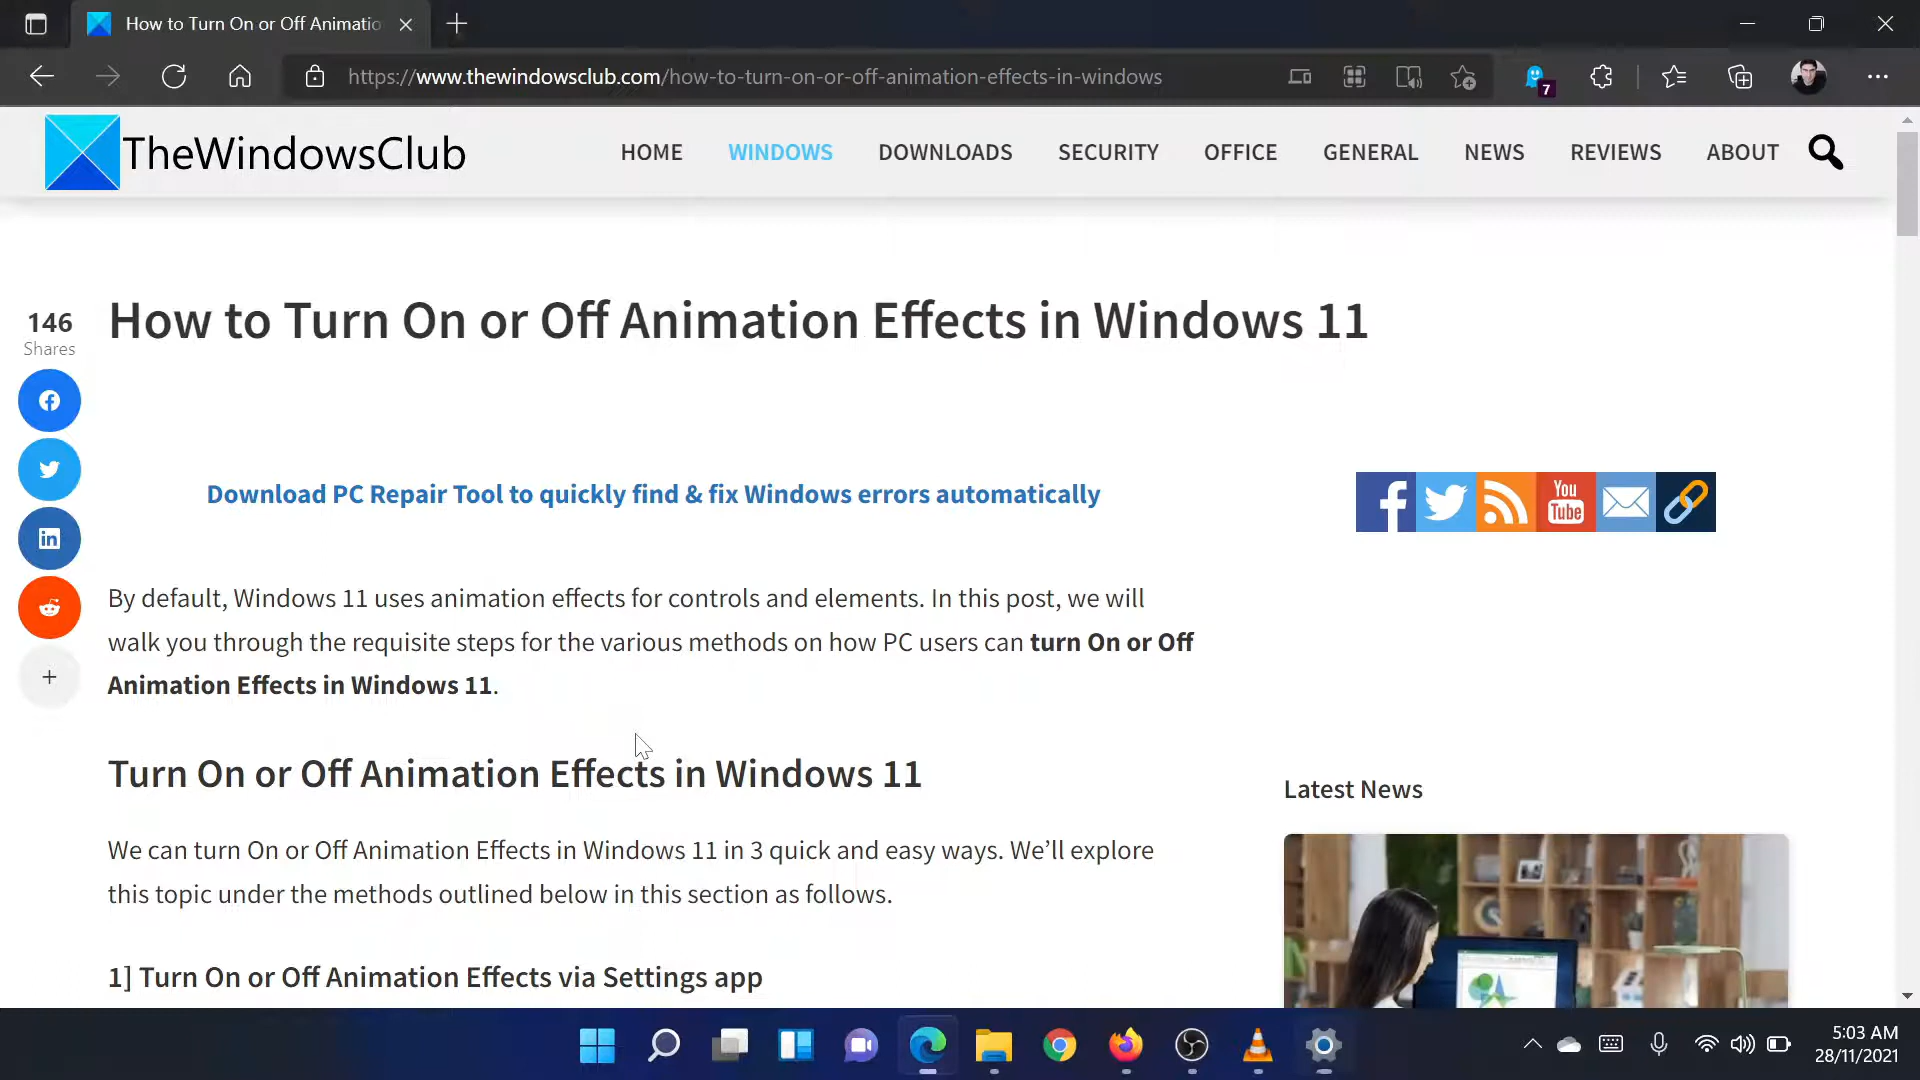 How to Turn On or Off Animatio
https://www.thewindowsclub.com/how-to-turn-on-or-off-animation-effects-in-windows
7
TheWindowsClub
HOME
WINDOWS
DOWNLOADS
SECURITY
OFFICE
GENERAL
NEWS
REVIEWS
ABOUT
146
Shares
How to Turn On or Off Animation Effects in Windows 11
Download PC Repair Tool to quickly find & fix Windows errors automatically
You
Tube
By default, Windows 11 uses animation effects for controls and elements. In this post, we will
walk you through the requisite steps for the various methods on how PC users can turn On or Off
Animation Effects in Windows 11.
Turn On or Off Animation Effects in Windows 11
We can turn On or Off Animation Effects in Windows 11 in 3 quick and easy ways. We’ll explore
this topic under the methods outlined below in this section as follows.
1] Turn On or Off Animation Effects via Settings app
Latest News
5:03 AM
28/11/2021